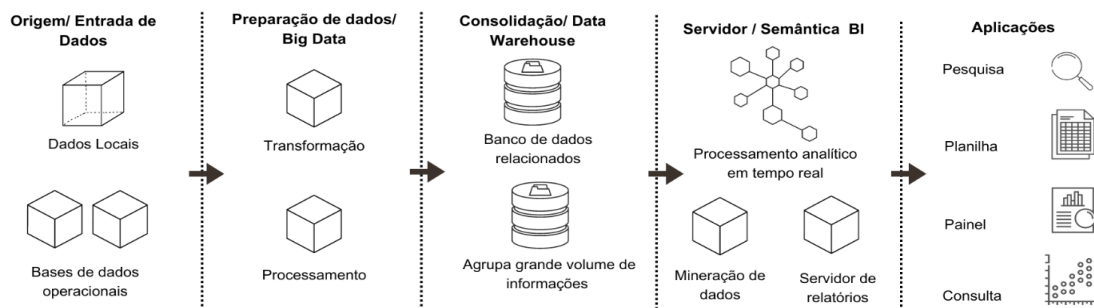 Origem/ Entrada de
Dados
Dados Locais
Bases de dados
operacionais
Preparação de dados/
Big Data
Transformação
Processamento
Consolidação/ Data
Warehouse
Banco de dados
relacionados
Agrupa grande volume de
informações
Servidor / Semântica BI
Processamento analítico
em tempo real
Mineração de
dados
Servidor de
relatórios
Aplicações
Pesquisa
Planilha
Painel
Consulta